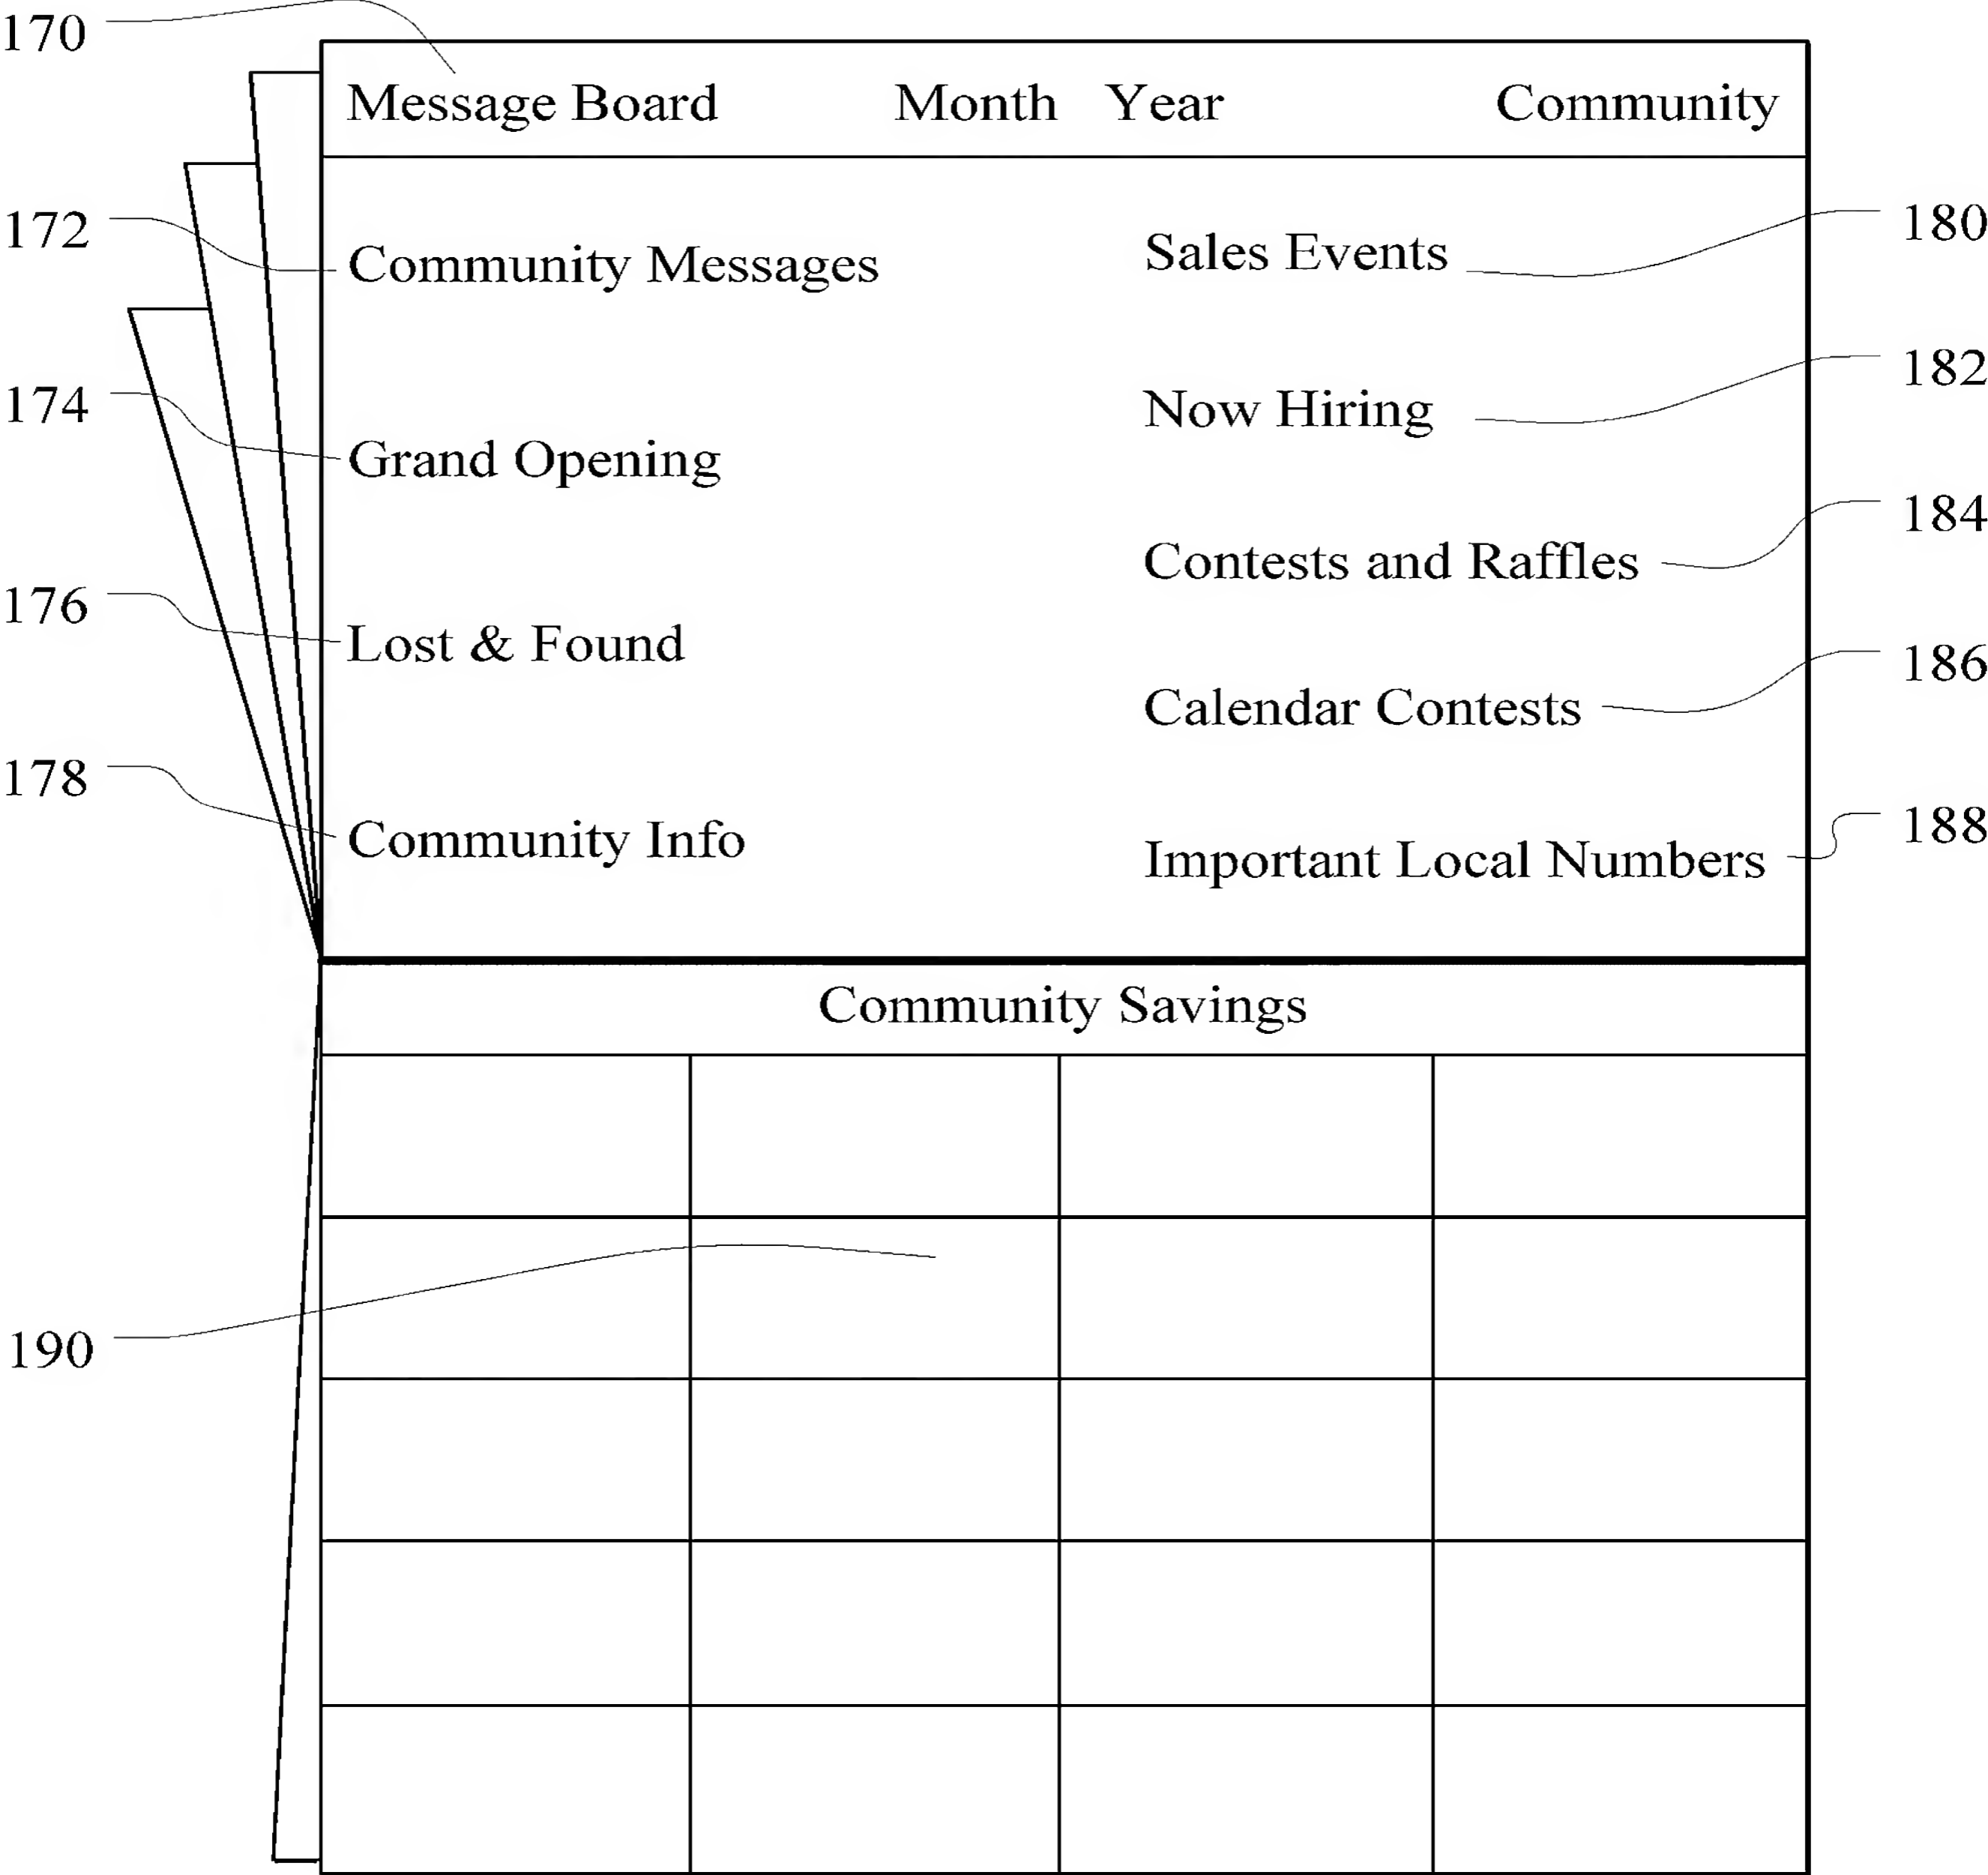 170
Message Board Month Year Community
172
Community Messages
Sales Events
180
174
Grand Opening
Now Hiring
182
176
Lost & Found
Contests and Raffles
184
178
Community Info
Calendar Contests
186
Important Local Numbers
188
Community Savings
190